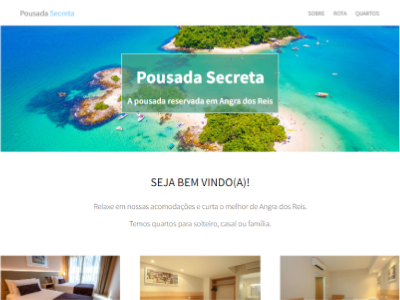 Pousada Secreta
SOBRE ROTA QUARTOS
Pousada Secreta
A pousada reservada em Angra dos Reis
SEJA BEM VINDO(A)!
Relaxe em nossas acomodações e curta o melhor de Angra dos Reis.
Temos quartos para solteiro, casal ou família.